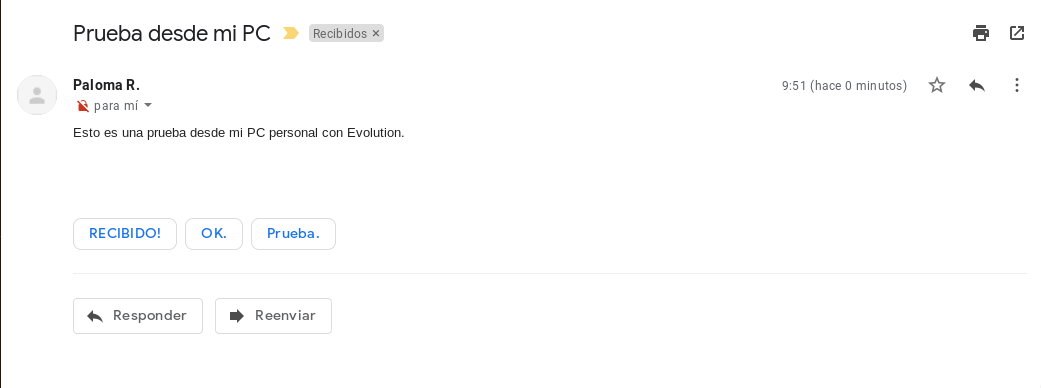 Prueba desde mi PC Recibidos ×
Paloma R. 9:51 (hace 0 minutos)
para mí
Esto es una prueba desde mi PC personal con Evolution.
RECIBIDO! OK. Prueba.
Responder Reenviar